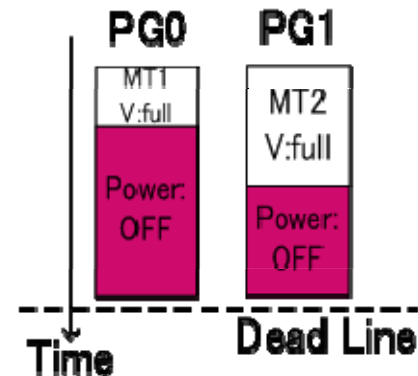 PG0 PG1
MT1
V:full
MT2
V:full
Power:
OFF
Power:
OFF
Time
Dead Line